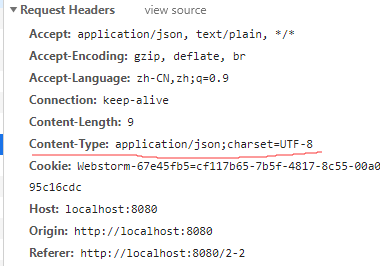 Request Headers view source
Accept: application/json, text/plain, */*
Accept-Encoding: gzip, deflate, br
Accept-Language: zh-CN,zh;q=0.9
Connection: keep-alive
Content-Length: 9
Content-Type: application/json;charset=UTF-8
Cookie: Webstorm-67e45fb5=cf117b65-7b5f-4817-8c55-00a0
95c16cdc
Host: localhost:8080
Origin: http://localhost:8080
Referer: http://localhost:8080/2-2